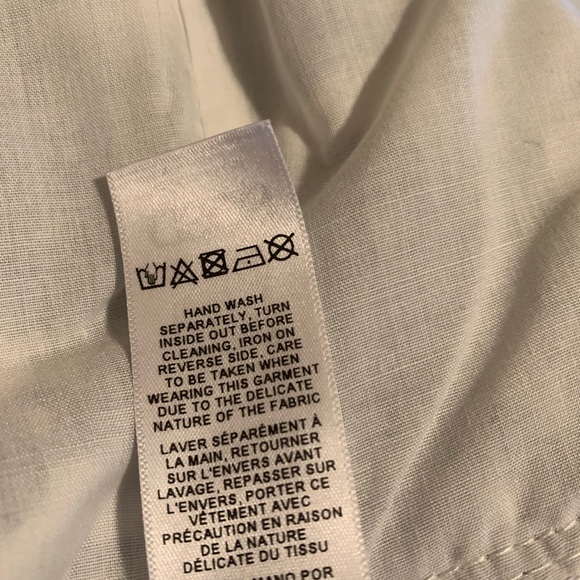 HAND WASH
SEPARATELY, TURN
INSIDE OUT BEFORE
CLEANING, IRON ON
REVERSE SIDE, CARE
TO BE TAKEN WHEN
WEARING THIS GARMENT
DUE TO THE DELICATE
NATURE OF THE FABRIC
LAVER SÉPARÉMENT À
LA MAIN, RETOURNER
SUR L'ENVERS AVANT
LAVAGE, REPASSER SUR
L'ENVERS, PORTER CE
VÊTEMENT AVEC
PRÉCAUTION EN RAISON
DE LA NATURE
DÉLICATE DU TISSU
MANO POR